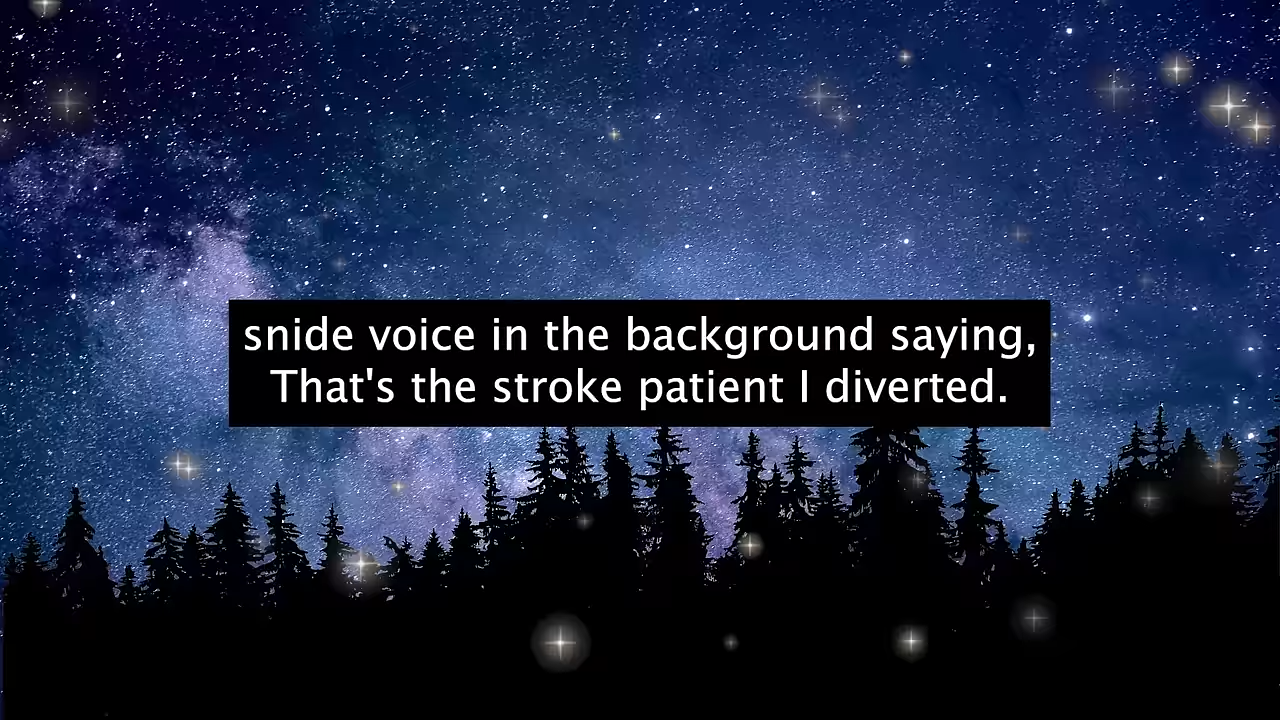 snide voice in the background saying,
That's the stroke patient I diverted.